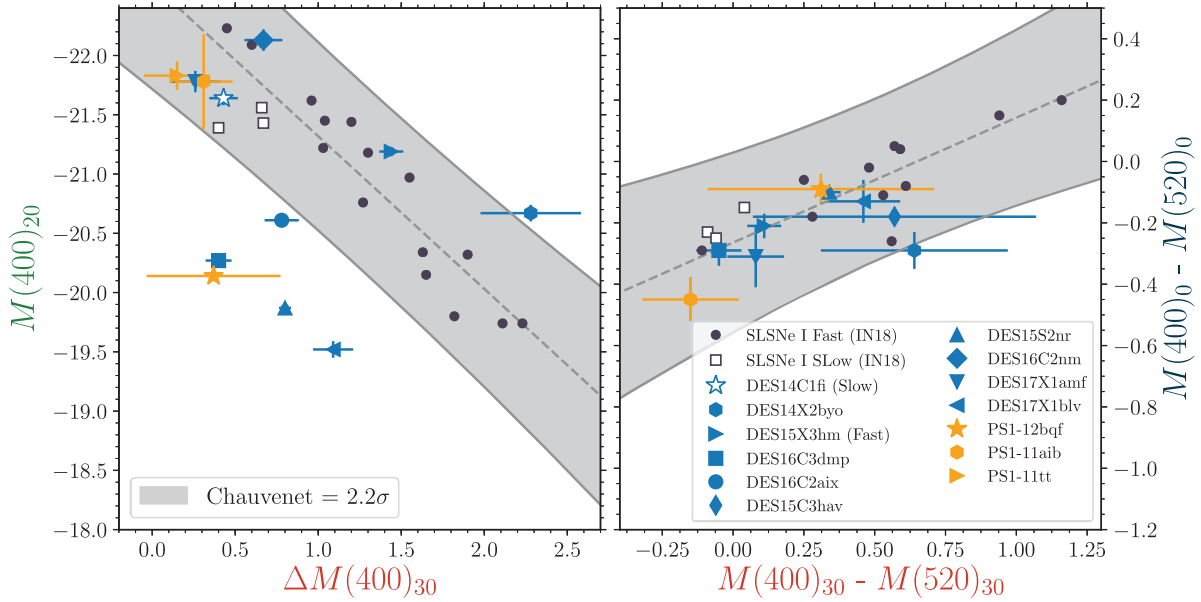 −22.0
−21.5
−21.0
−20.5
−20.0
−19.5
−19.0
−18.5
−18.0
M(400)₂₀
0.0 0.5 1.0 1.5 2.0 2.5
ΔM(400)₃₀
Chauvenet = 2.2σ
0.4
0.2
0.0
−0.2
−0.4
−0.6
−0.8
−1.0
−1.2
M(400)₀ - M(520)₀
−0.25 0.00 0.25 0.50 0.75 1.00 1.25
M(400)₃₀ - M(520)₃₀
SLSNe I Fast (IN18)
SLSNe I SLow (IN18)
DES14C1fi (Slow)
DES14X2byo
DES15X3hm (Fast)
DES16C3dmp
DES16C2aix
DES15C3hav
DES15S2nr
DES16C2nm
DES17X1amf
DES17X1blv
PS1-12bqf
PS1-11aib
PS1-11tt